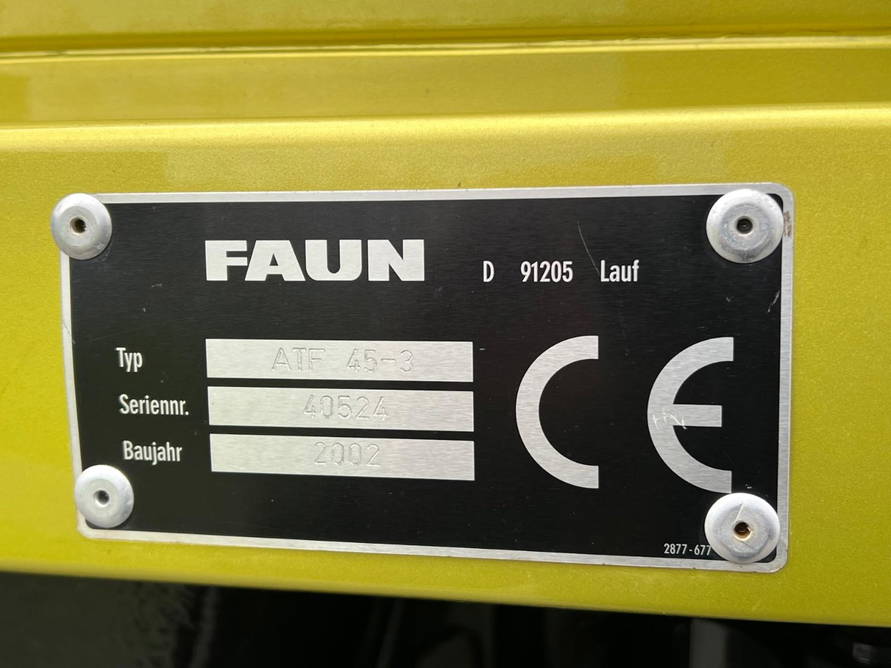 FAUN D 91205 Lauf
Typ ATF 45-3
Seriennr. 40524
Baujahr 2002
CE
2877-677